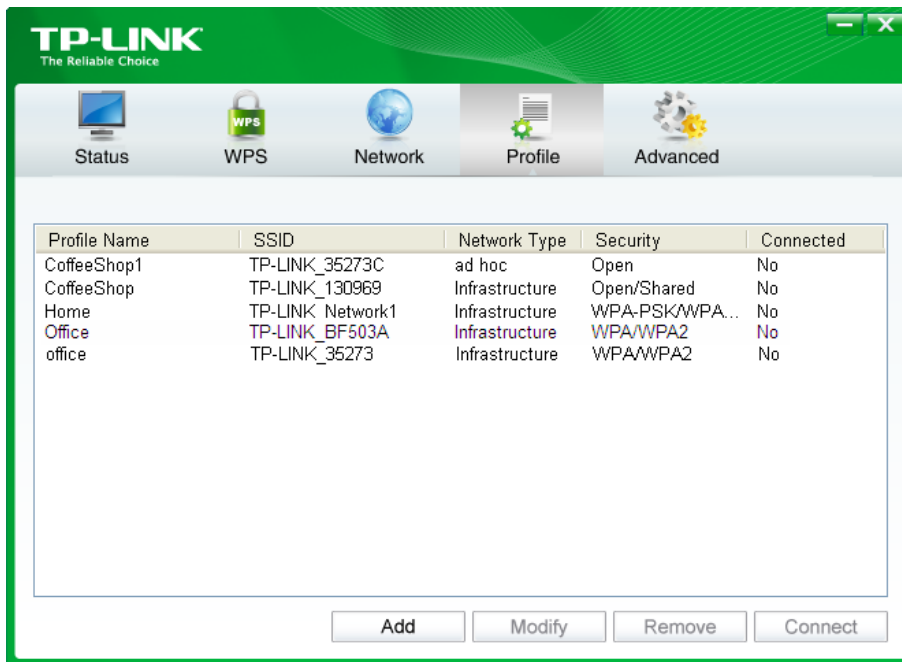 TP-LINK
The Reliable Choice
Status WPS Network Profile Advanced
WPS
Profile Name SSID Network Type Security Connected
CoffeeShop1 TP-LINK_35273C ad hoc Open No
CoffeeShop TP-LINK_130969 Infrastructure Open/Shared No
Home TP-LINK_Network1 Infrastructure WPA-PSK/WPA... No
Office TP-LINK_BF503A Infrastructure WPA/WPA2 No
office TP-LINK_35273 Infrastructure WPA/WPA2 No
Add Modify Remove Connect